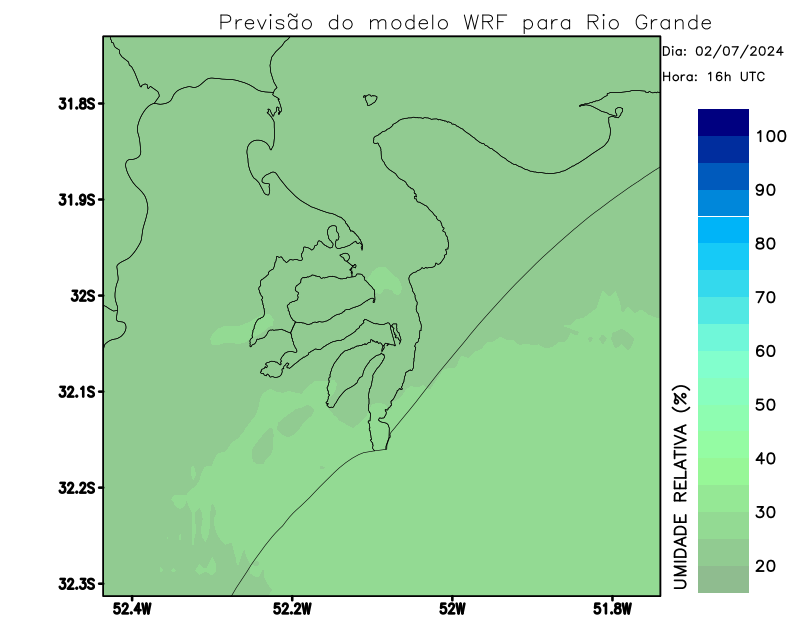 Previsão do modelo WRF para Rio Grande
Dia: 02/07/2024
Hora: 16h UTC
31.8S
31.9S
32S
32.1S
32.2S
32.3S
52.4W
52.2W
52W
51.8W
100
90
80
70
60
50
40
30
20
UMIDADE RELATIVA (%)